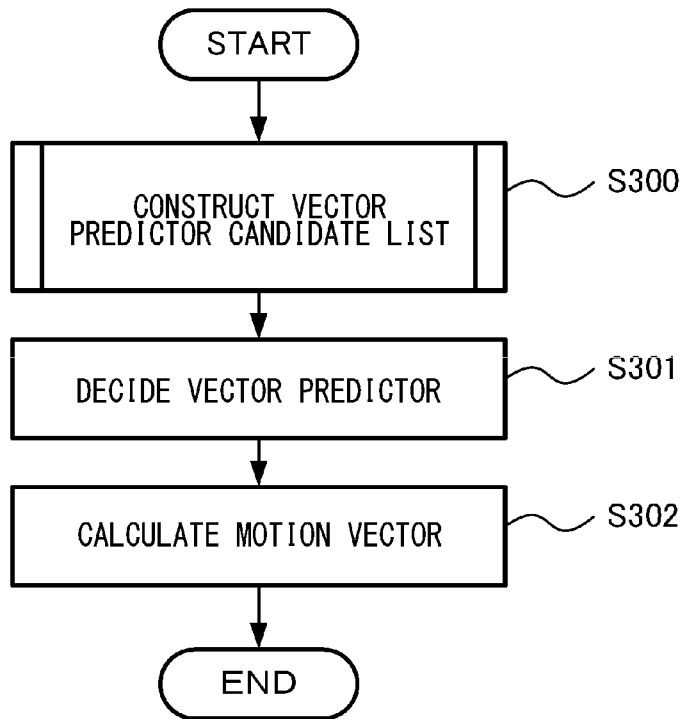 START
CONSTRUCT VECTOR
PREDICTOR CANDIDATE LIST
S300
DECIDE VECTOR PREDICTOR
S301
CALCULATE MOTION VECTOR
S302
END